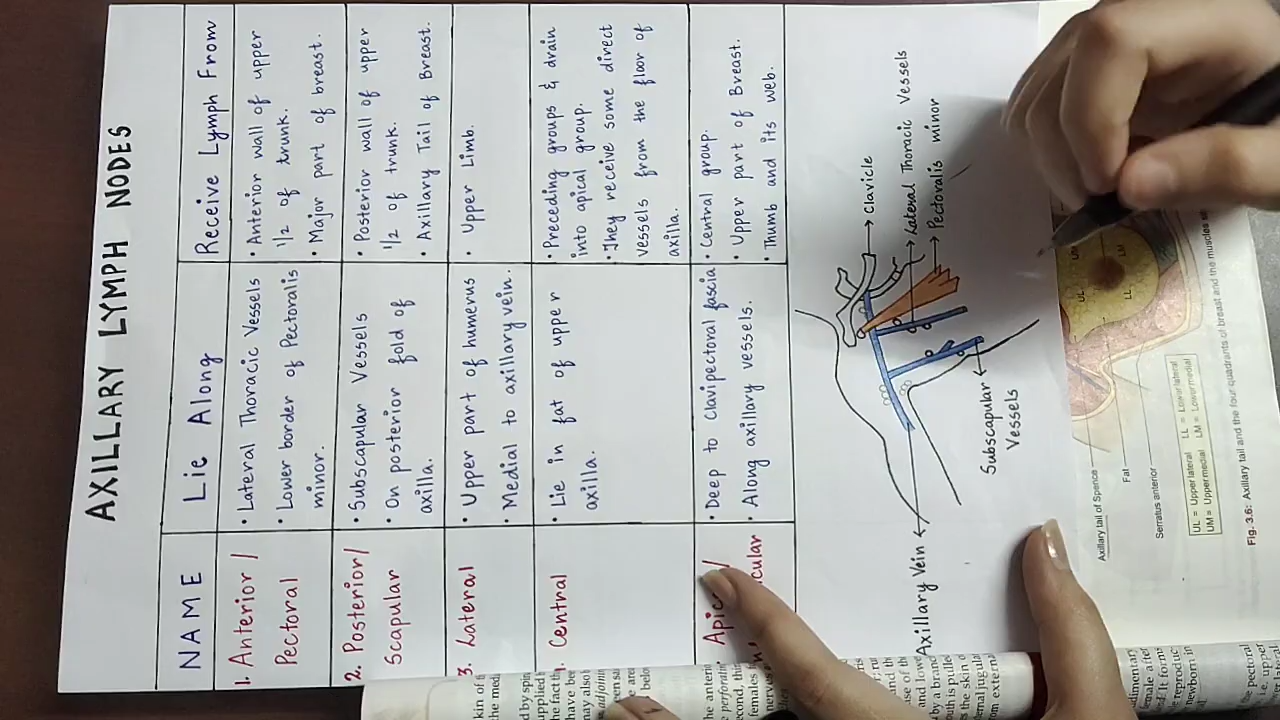 AXILLARY LYMPH NODES
NAME
Lie Along
Receive Lymph From
1. Anterior /
Pectoral
• Lateral Thoracic Vessels
• Lower border of Pectoralis
minor.
• Anterior wall of upper
1/2 of trunk.
• Major part of breast.
2. Posterior/
Scapular
• Subscapular Vessels
• On posterior fold of
axilla.
• Posterior wall of upper
1/2 of trunk.
• Axillary Tail of Breast.
3. Lateral
• Upper part of humerus
• Medial to axillary vein.
• Upper Limb.
Central
• Lie in fat of upper
axilla.
• Preceding groups & drain
into apical group.
• They receive some direct
vessels from the floor of
axilla.
• Deep to Clavipectoral fascia
• Along axillary vessels.
• Central group.
• Upper part of Breast.
• Thumb and its web.
Clavicle
Lateral Thoracic Vessels
Pectoralis minor
Subscapular
Vessels
Axillary Vein
Axillary tail of Spence
Fat
Serratus anterior
UL
LL
LM
UL = Upper lateral LL = Lower lateral
UM = Uppermedial LM = Lowermedial
Fig. 3.6: Axillary tail and the four quadrants of breast and the muscles